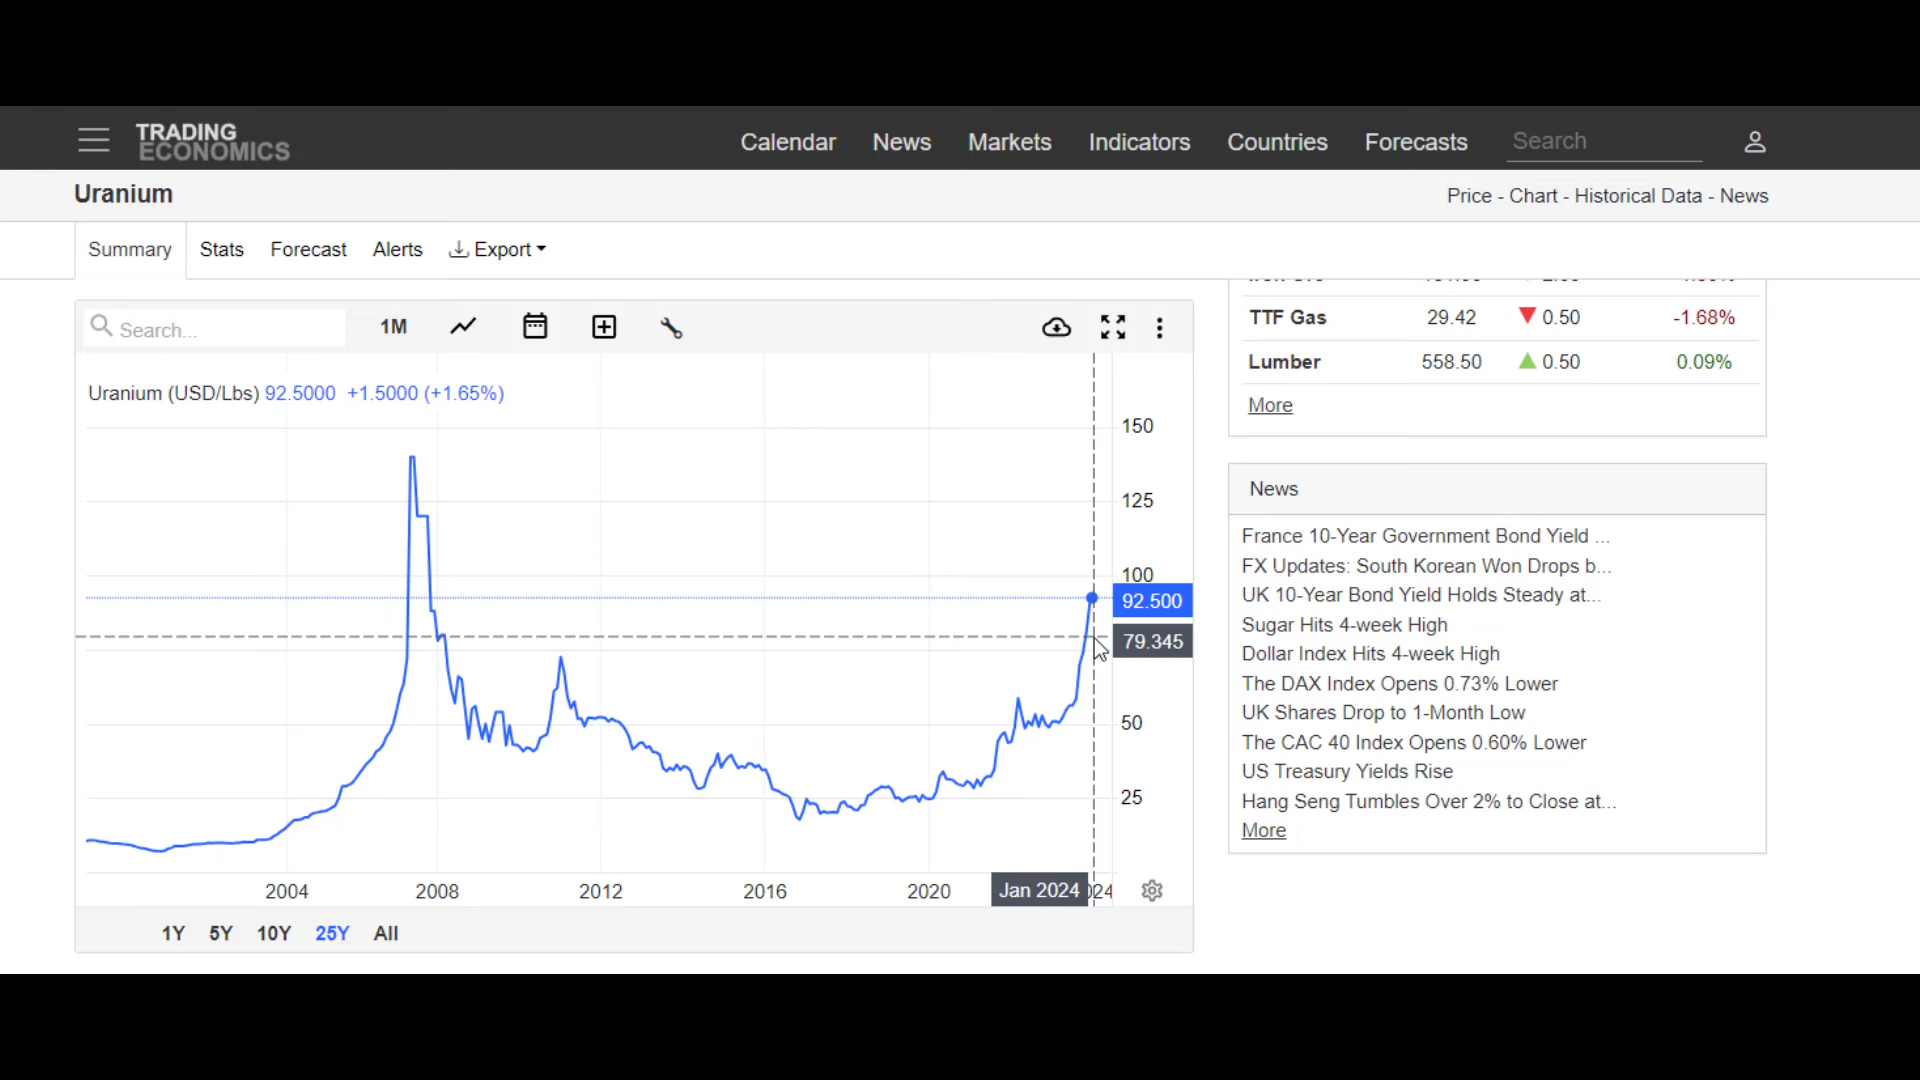 TRADING
ECONOMICS
Calendar News Markets Indicators Countries Forecasts Search
Uranium
Price - Chart - Historical Data - News
Summary Stats Forecast Alerts Export
Search... 1M
Uranium (USD/Lbs) 92.5000 +1.5000 (+1.65%)
150
125
100
92.500
79.345
50
25
2004 2008 2012 2016 2020 Jan 2024 024
1Y 5Y 10Y 25Y All
TTF Gas 29.42 0.50 -1.68%
Lumber 558.50 0.50 0.09%
More
News
France 10-Year Government Bond Yield ...
FX Updates: South Korean Won Drops b...
UK 10-Year Bond Yield Holds Steady at...
Sugar Hits 4-week High
Dollar Index Hits 4-week High
The DAX Index Opens 0.73% Lower
UK Shares Drop to 1-Month Low
The CAC 40 Index Opens 0.60% Lower
US Treasury Yields Rise
Hang Seng Tumbles Over 2% to Close at...
More